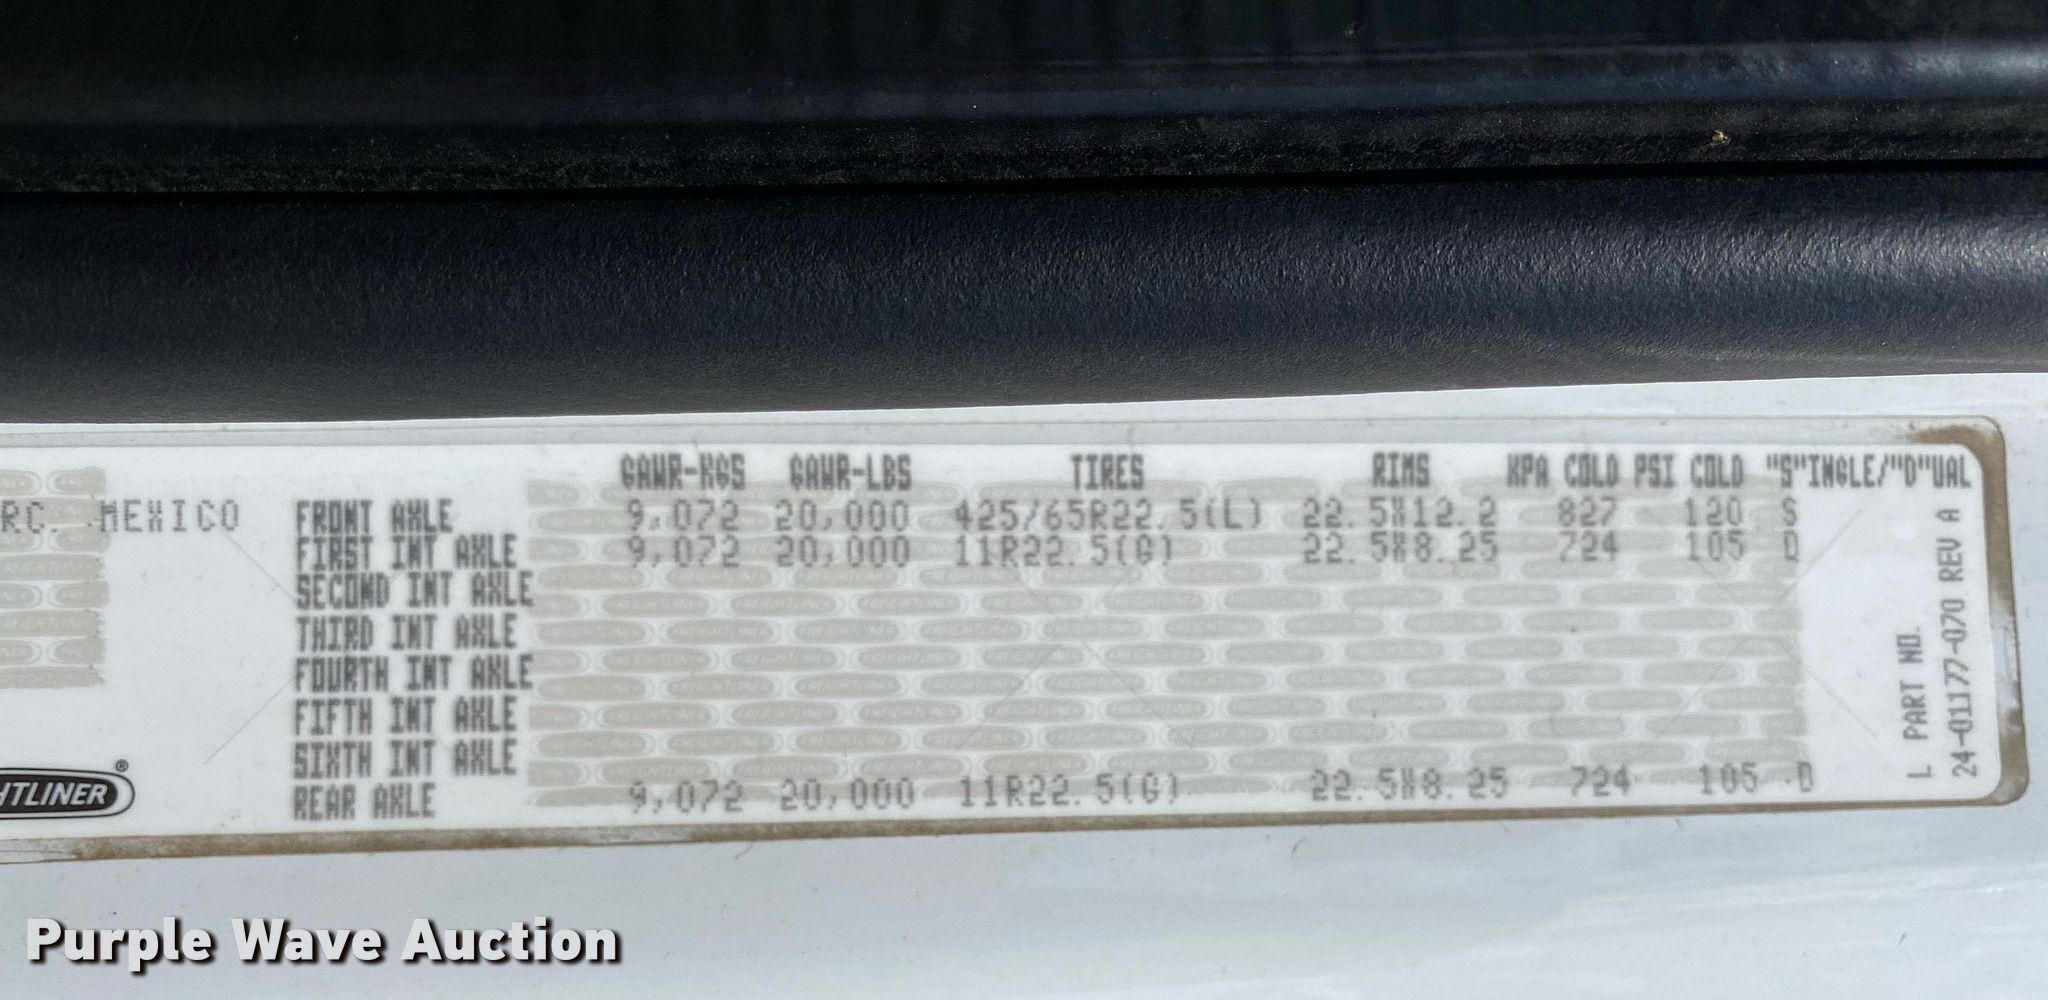 GAWR-KGS GAWR-LBS TIRES RIMS KPA COLD PSI COLD "S"INGLE/"D"UAL
RC. MEXICO
FRONT AXLE 9,072 20,000 425/65R22.5(L) 22.5X12.2 827 120 S
FIRST INT AXLE 9,072 20,000 11R22.5(G) 22.5X8.25 724 105 D
SECOND INT AXLE
THIRD INT AXLE
FOURTH INT AXLE
FIFTH INT AXLE
SIXTH INT AXLE
REAR AXLE 9,072 20,000 11R22.5(G) 22.5X8.25 724 105 D
HTLINER®
L PART NO.
24-01177-070 REV A
Purple Wave Auction